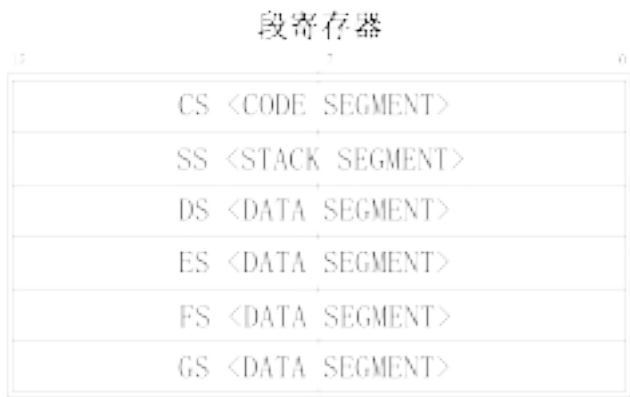 段寄存器
15 7 0
CS <CODE SEGMENT>
SS <STACK SEGMENT>
DS <DATA SEGMENT>
ES <DATA SEGMENT>
FS <DATA SEGMENT>
GS <DATA SEGMENT>